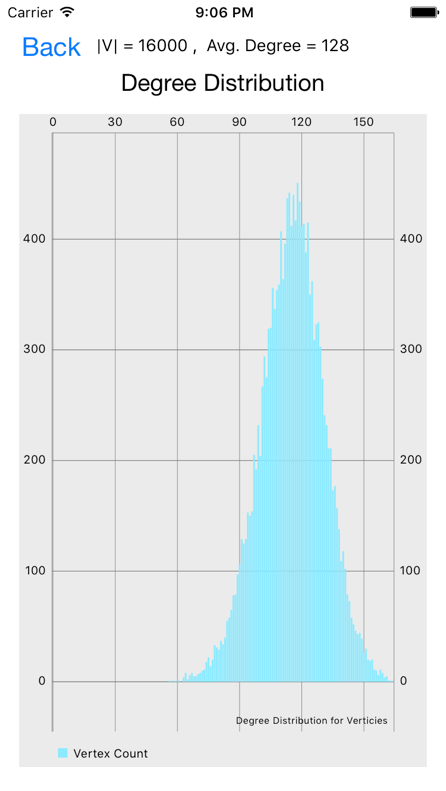 Carrier 9:06 PM
Back |V| = 16000 , Avg. Degree = 128
Degree Distribution
0 30 60 90 120 150
400 400
300 300
200 200
100 100
0 0
Degree Distribution for Verticies
Vertex Count